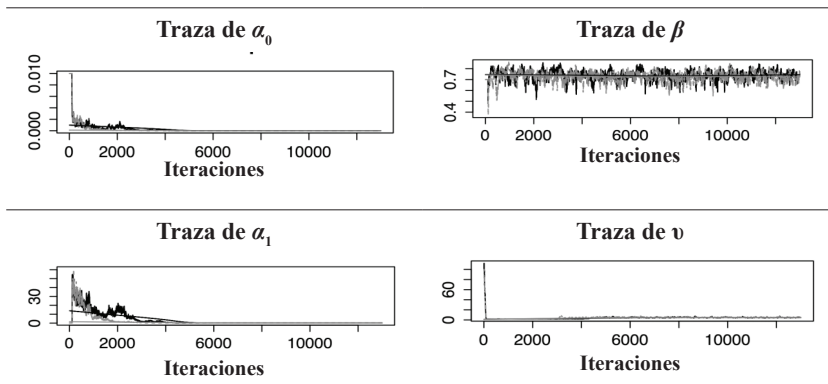 Traza de α₀
0.010
0.000
0 2000 6000 10000
Iteraciones
Traza de β
0.7
0.4
0 2000 6000 10000
Iteraciones
Traza de α₁
30
0
0 2000 6000 10000
Iteraciones
Traza de υ
60
0
0 2000 6000 10000
Iteraciones